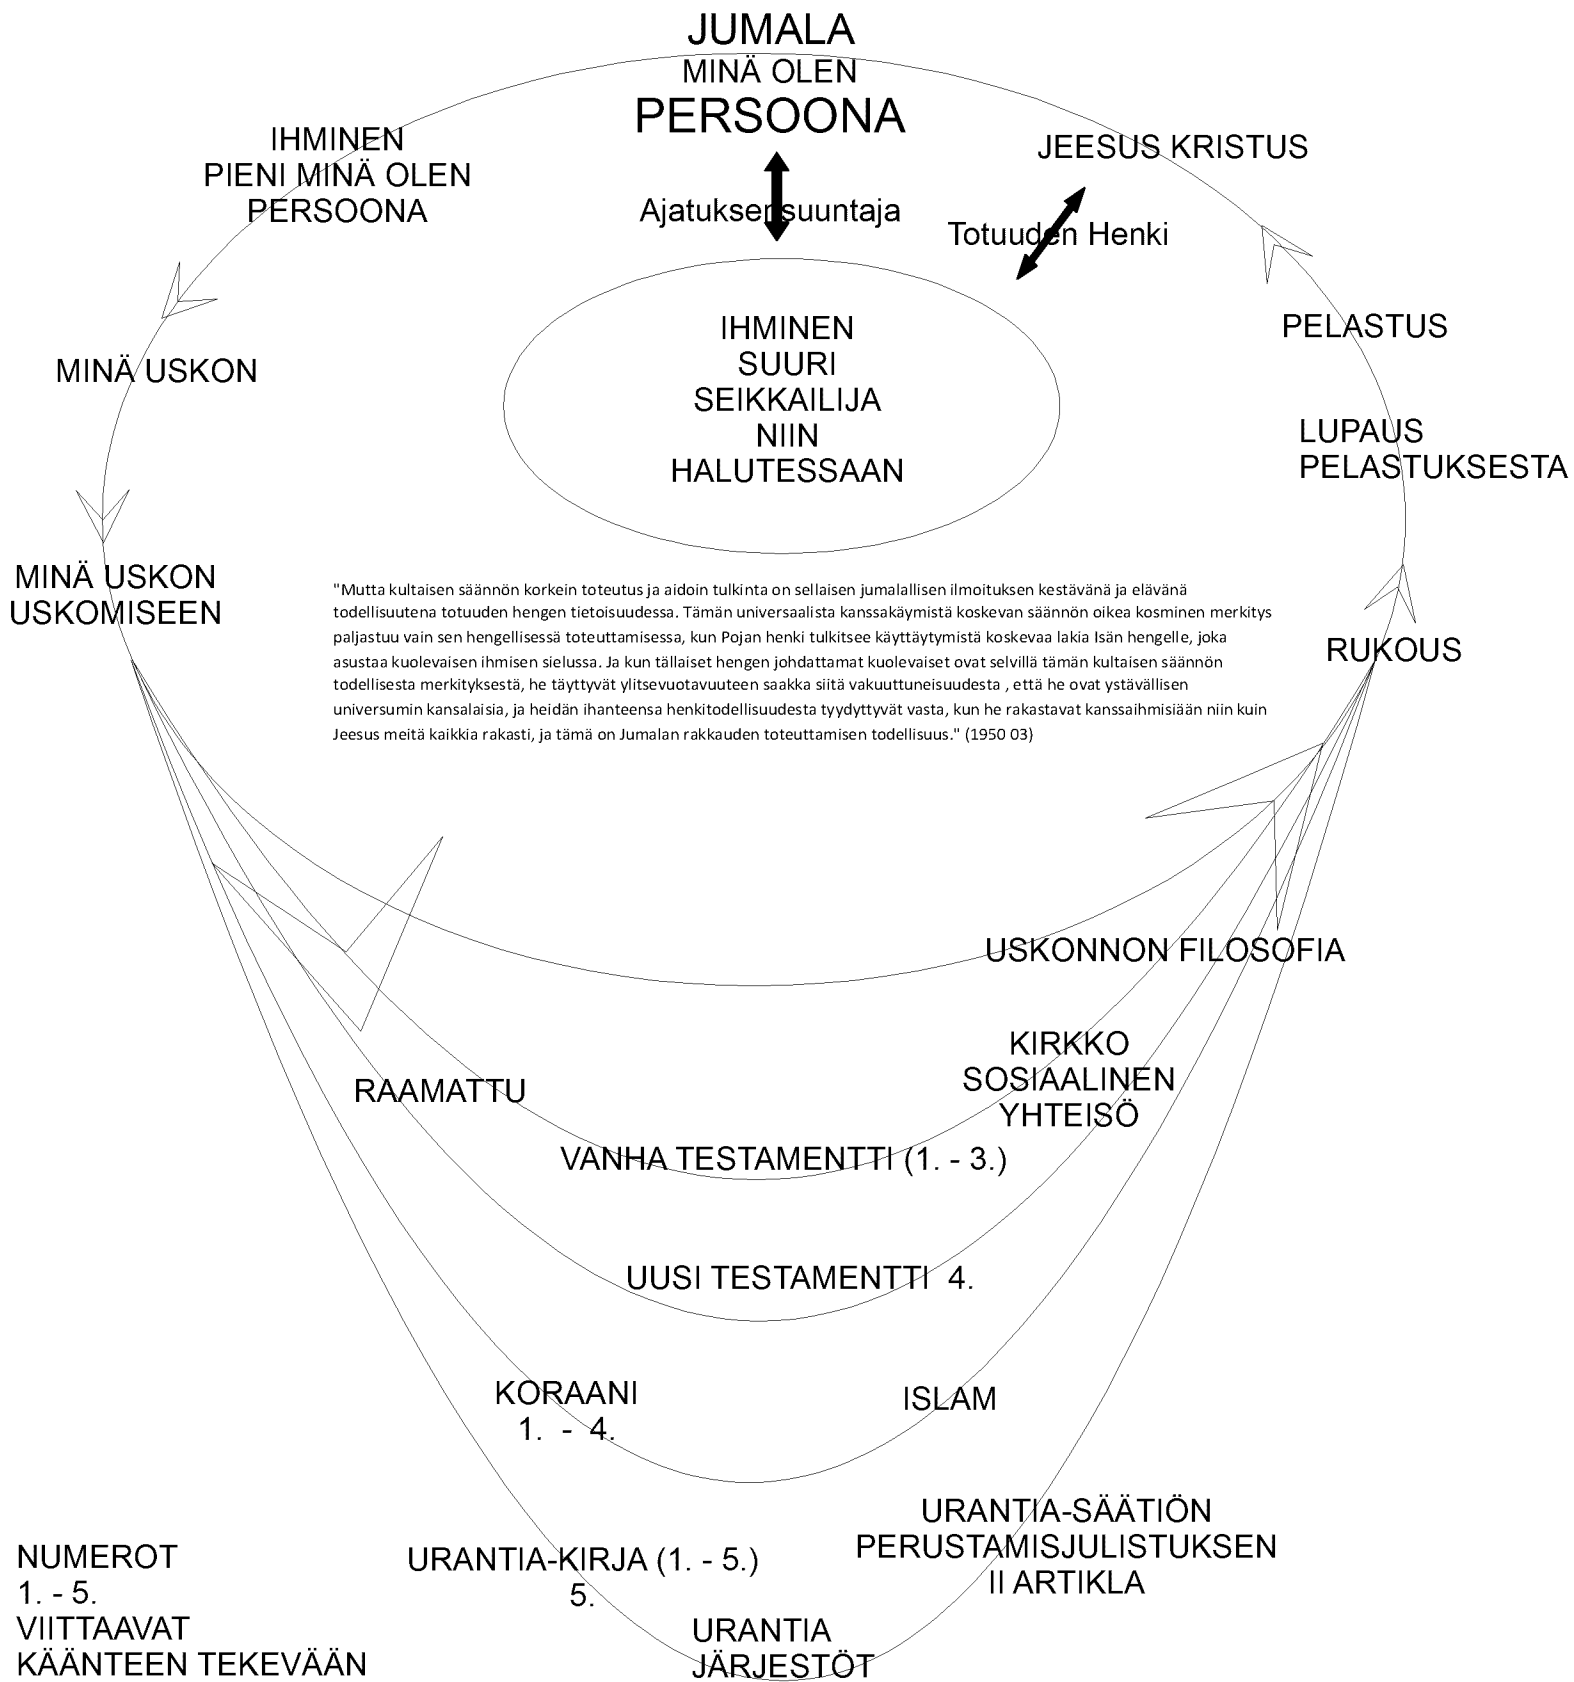 JUMALA
MINÄ OLEN
PERSOONA
IHMINEN
PIENI MINÄ OLEN
PERSOONA
JEESUS KRISTUS
Ajatuksensuuntaja
Totuuden Henki
MINÄ USKON
PELASTUS
IHMINEN
SUURI
SEIKKAILIJA
NIIN
HALUTESSAAN
LUPAUS
PELASTUKSESTA
MINÄ USKON
USKOMISEEN
"Mutta kultaisen säännön korkein toteutus ja aidoin tulkinta on sellaisen jumalallisen ilmoituksen kestävänä ja elävänä
todellisuutena totuuden hengen tietoisuudessa. Tämän universaalista kanssakäymistä koskevan säännön oikea kosminen merkitys
paljastuu vain sen hengellisessä toteuttamisessa, kun Pojan henki tulkitsee käyttäytymistä koskevaa lakia Isän hengelle, joka
asustaa kuolevaisen ihmisen sielussa. Ja kun tällaiset hengen johdattamat kuolevaiset ovat selvillä tämän kultaisen säännön
todellisesta merkityksestä, he täyttyvät ylitsevuotavuuteen saakka siitä vakuuttuneisuudesta , että he ovat ystävällisen
universumin kansalaisia, ja heidän ihanteensa henkitodellisuudesta tyydyttyvät vasta, kun he rakastavat kanssaihmisiään niin kuin
Jeesus meitä kaikkia rakasti, ja tämä on Jumalan rakkauden toteuttamisen todellisuus." (1950 03)
RUKOUS
USKONNON FILOSOFIA
KIRKKO
SOSIAALINEN
YHTEISÖ
RAAMATTU
VANHA TESTAMENTTI (1. - 3.)
UUSI TESTAMENTTI 4.
KORAANI
1. - 4.
ISLAM
URANTIA-SÄÄTIÖN
PERUSTAMISJULISTUKSEN
II ARTIKLA
URANTIA-KIRJA (1. - 5.)
5.
URANTIA
JÄRJESTÖT
NUMEROT
1. - 5.
VIITTAAVAT
KÄÄNTEEN TEKEVÄÄN